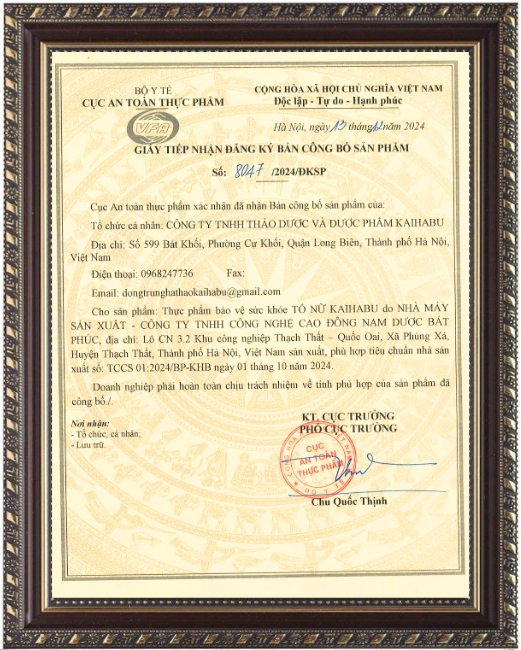 BỘ Y TẾ
CỤC AN TOÀN THỰC PHẨM
CỘNG HÒA XÃ HỘI CHỦ NGHĨA VIỆT NAM
Độc lập - Tự do - Hạnh phúc
VFA
Hà Nội, ngày 13 tháng 12 năm 2024
GIẤY TIẾP NHẬN ĐĂNG KÝ BẢN CÔNG BỐ SẢN PHẨM
Số: 8047 /2024/ĐKSP
Cục An toàn thực phẩm xác nhận đã nhận Bản công bố sản phẩm của:
Tổ chức cá nhân: CÔNG TY TNHH THẢO DƯỢC VÀ DƯỢC PHẨM KAIHABU
Địa chỉ: Số 599 Bát Khối, Phường Cự Khối, Quận Long Biên, Thành phố Hà Nội,
Việt Nam
Điện thoại: 0968247736 Fax:
Email: dongtrunghathaokaihabu@gmail.com
Cho sản phẩm: Thực phẩm bảo vệ sức khỏe TỐ NỮ KAIHABU do NHÀ MÁY
SẢN XUẤT - CÔNG TY TNHH CÔNG NGHỆ CAO ĐÔNG NAM DƯỢC BÁT
PHÚC, địa chỉ: Lô CN 3.2 Khu công nghiệp Thạch Thất – Quốc Oai, Xã Phùng Xá,
Huyện Thạch Thất, Thành phố Hà Nội, Việt Nam sản xuất, phù hợp tiêu chuẩn nhà sản
xuất số: TCCS 01:2024/BP-KHB ngày 01 tháng 10 năm 2024.
Doanh nghiệp phải hoàn toàn chịu trách nhiệm về tính phù hợp của sản phẩm đã
công bố./.
Nơi nhận:
- Tổ chức, cá nhân;
- Lưu trữ.
KT. CỤC TRƯỞNG
PHÓ CỤC TRƯỞNG
CỤC
AN TOÀN
THỰC PHẨM
Chu Quốc Thịnh